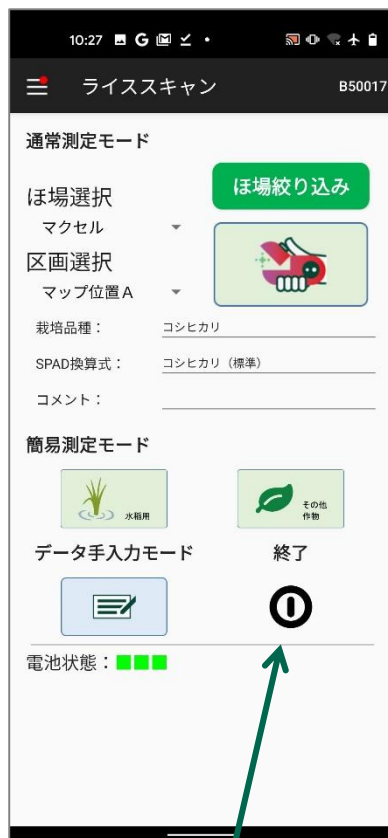 10:27
ライススキャン B50017
通常測定モード
ほ場絞り込み
ほ場選択
マクセル
区画選択
マップ位置A
栽培品種： コシヒカリ
SPAD換算式： コシヒカリ（標準）
コメント：
簡易測定モード
水稲用
その他
作物
データ手入力モード 終了
電池状態：